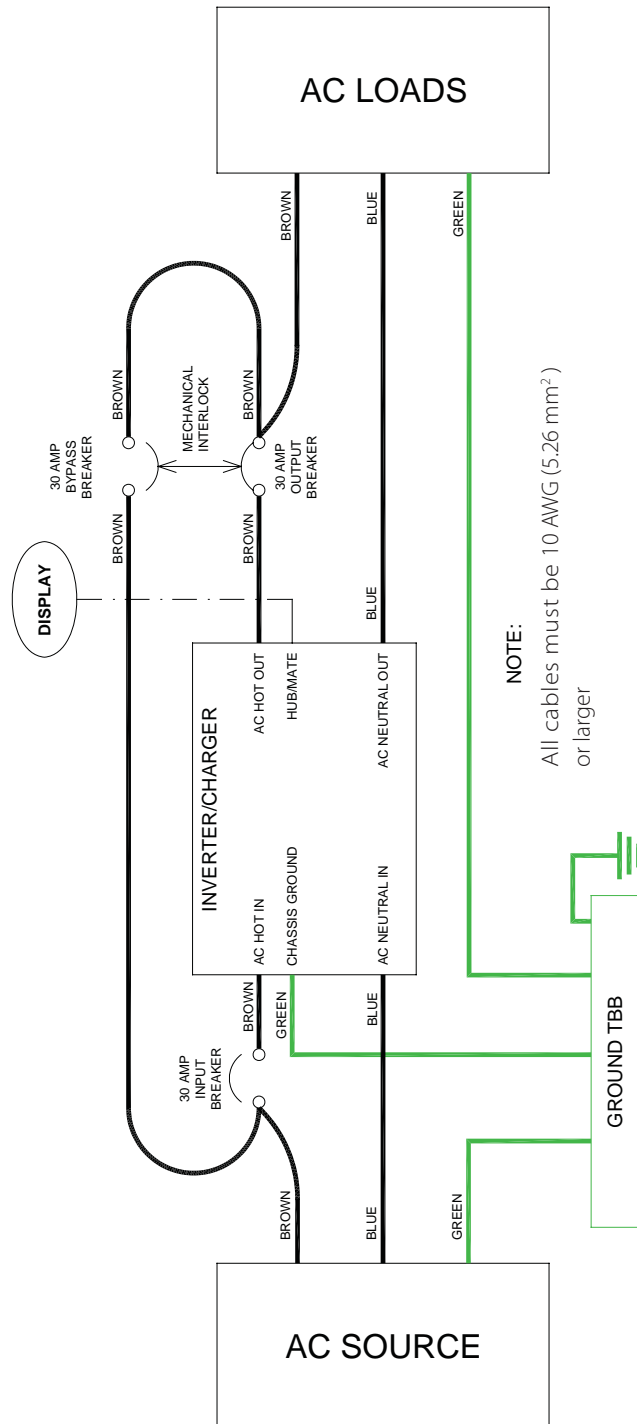 AC LOADS
BROWN
BLUE
GREEN
BROWN
BROWN
30 AMP
BYPASS
BREAKER
MECHANICAL
INTERLOCK
30 AMP
OUTPUT
BREAKER
BROWN
BROWN
DISPLAY
BLUE
NOTE:
All cables must be 10 AWG (5.26 mm²)
or larger
INVERTER/CHARGER
AC HOT OUT
HUB/MATE
AC NEUTRAL OUT
AC HOT IN
CHASSIS GROUND
AC NEUTRAL IN
BROWN
GREEN
BLUE
30 AMP
INPUT
BREAKER
GROUND TBB
BROWN
BLUE
GREEN
AC SOURCE